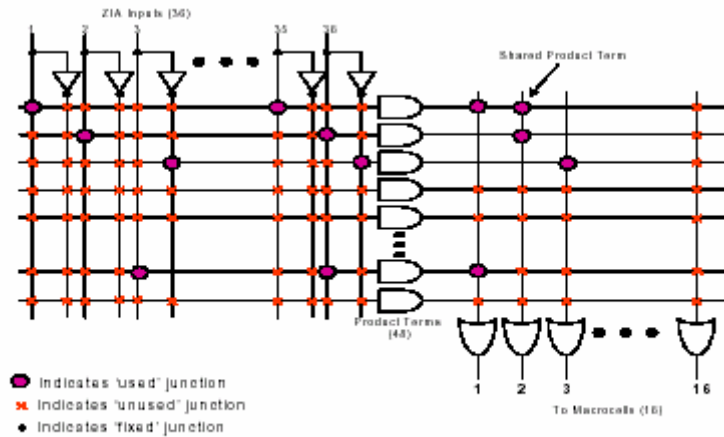 ZIA Inputs (36)
1 2 3 35 36
Shared Product Term
Product Terms
(48)
1 2 3 16
To Macrocells (16)
Indicates 'used' junction
Indicates 'unused' junction
Indicates 'fixed' junction